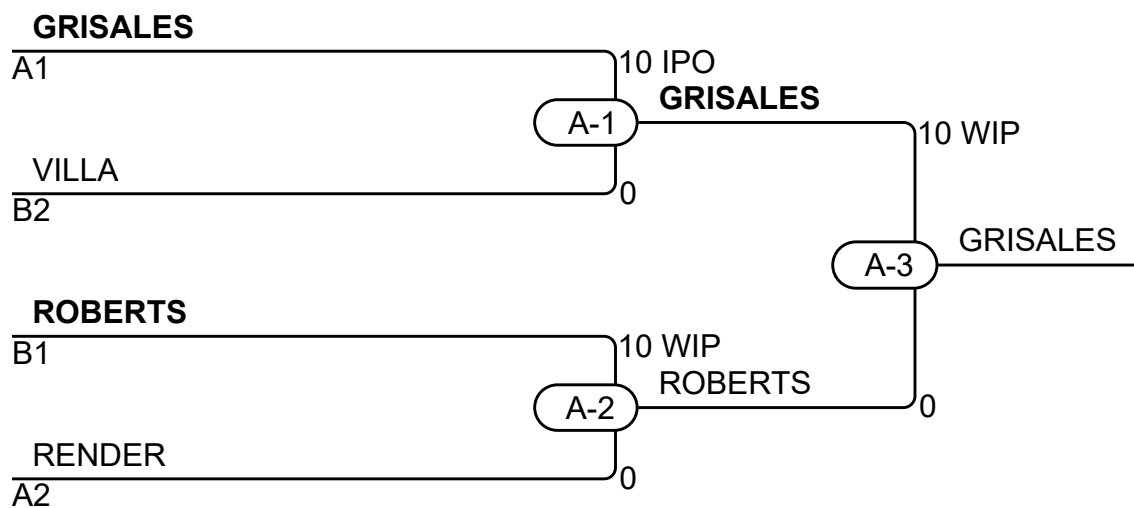 GRISALES
A1
10 IPO
GRISALES
A-1
10 WIP
VILLA
B2
0
GRISALES
A-3
ROBERTS
B1
10 WIP
ROBERTS
A-2
0
RENDER
A2
0